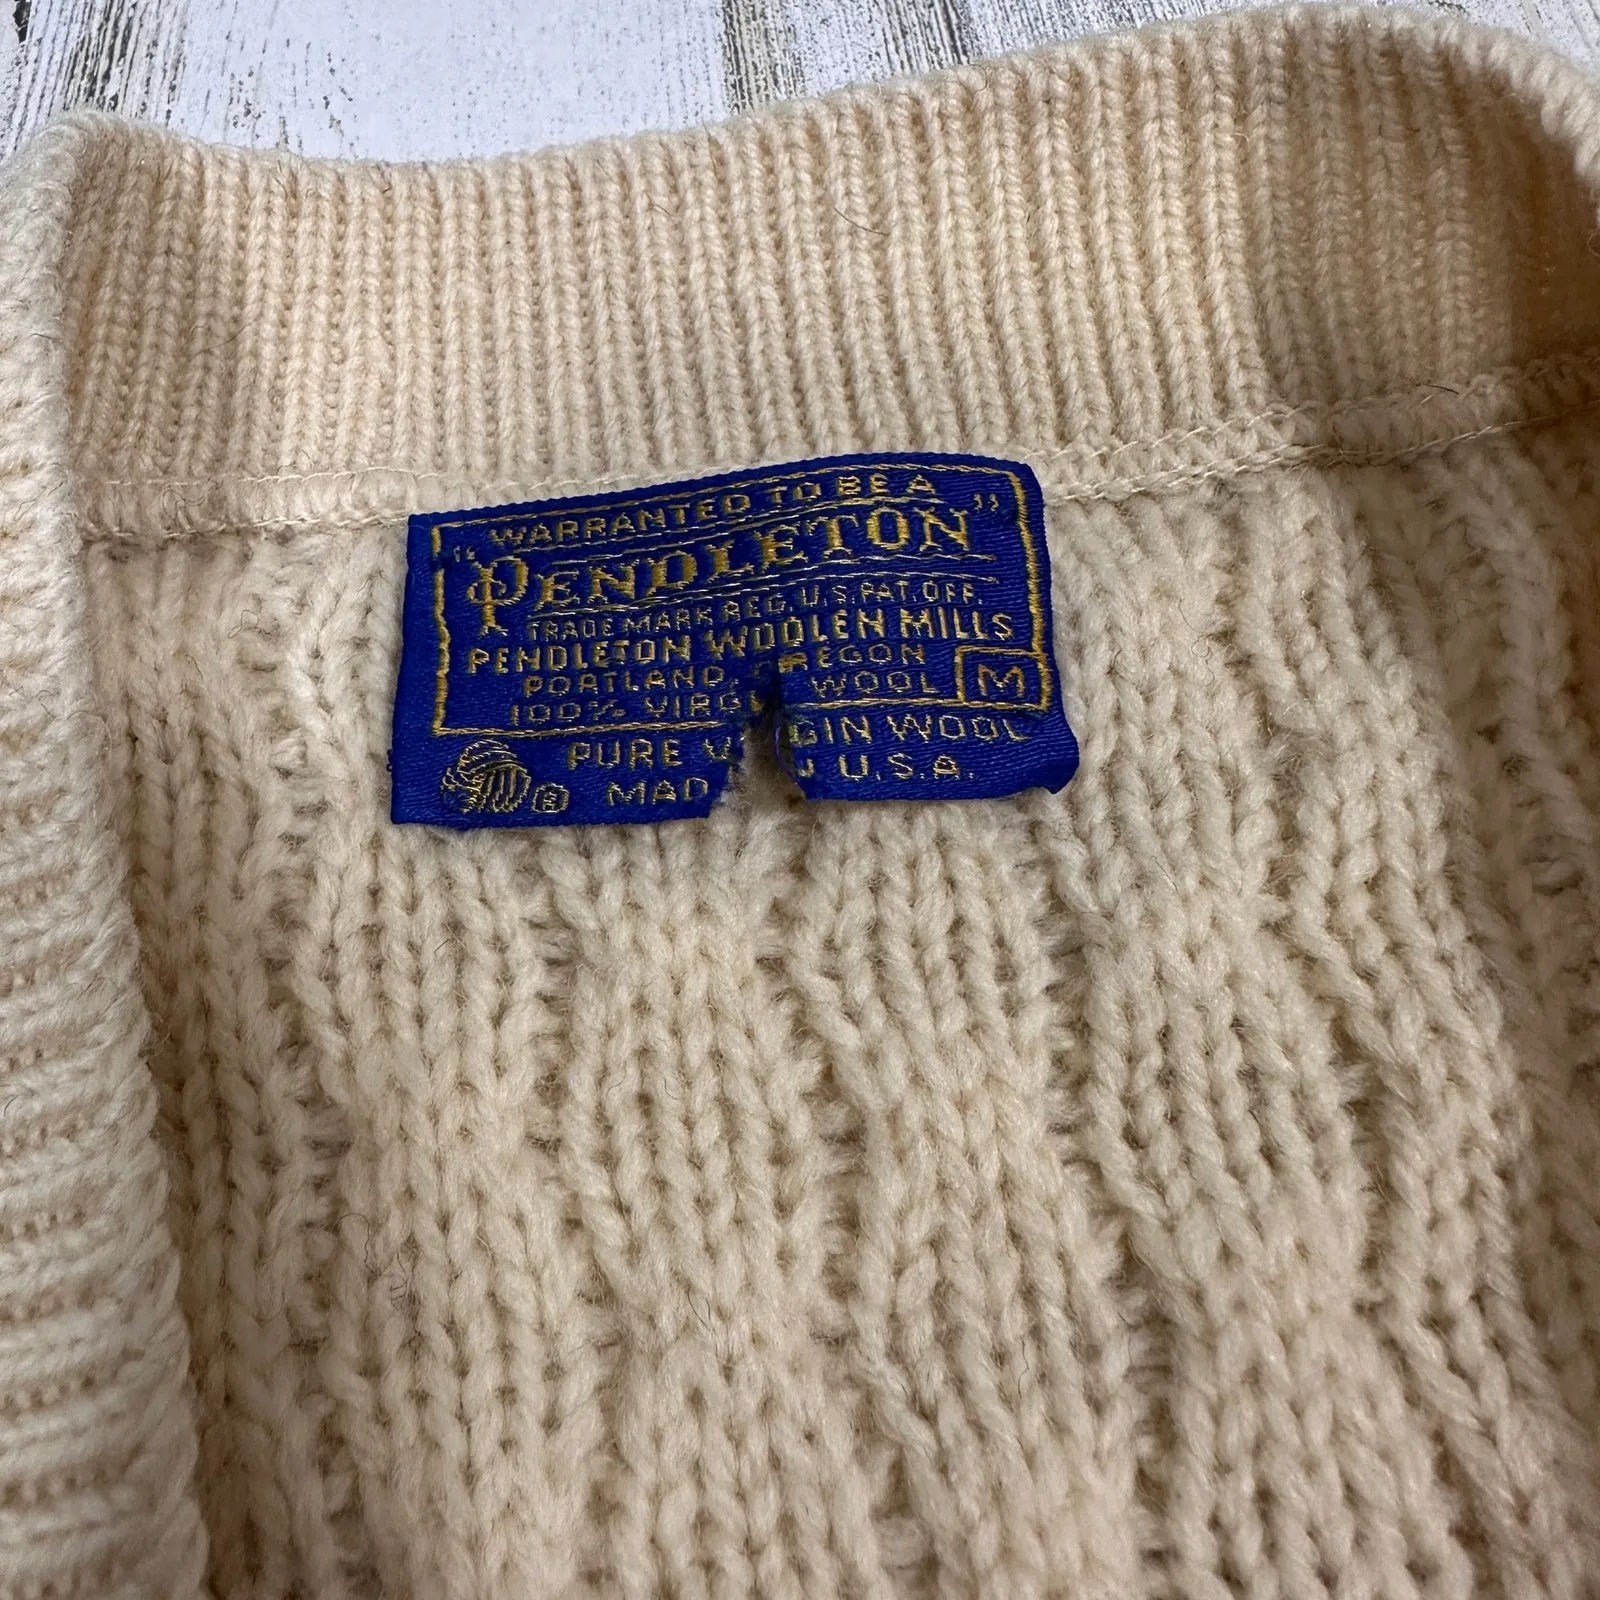 "WARRANTED TO BE A
PENDLETON"
TRADE MARK REG. U.S. PAT. OFF.
PENDLETON WOOLEN MILLS
PORTLAND, OREGON
100% VIRG WOOL M
PURE V GIN WOOL
® MAD U.S.A.